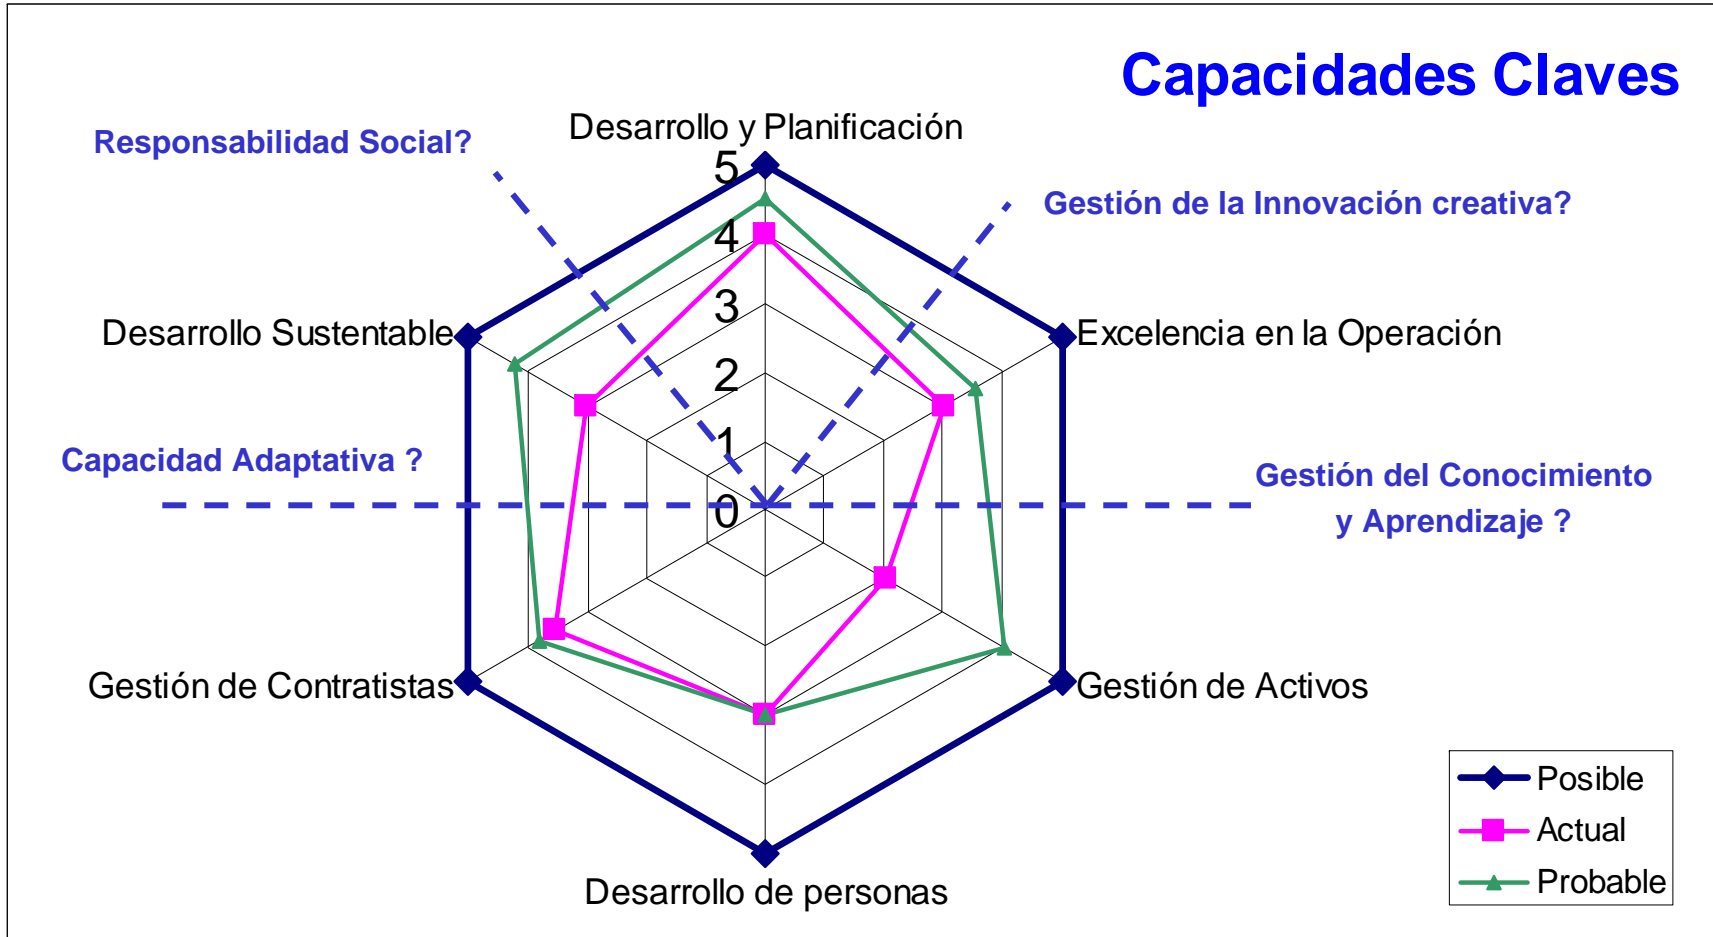 Capacidades Claves
Responsabilidad Social?
Desarrollo y Planificación
Gestión de la Innovación creativa?
5
4
3
2
1
0
Desarrollo Sustentable
Excelencia en la Operación
Capacidad Adaptativa ?
Gestión del Conocimiento
y Aprendizaje ?
Gestión de Contratistas
Gestión de Activos
Desarrollo de personas
Posible
Actual
Probable